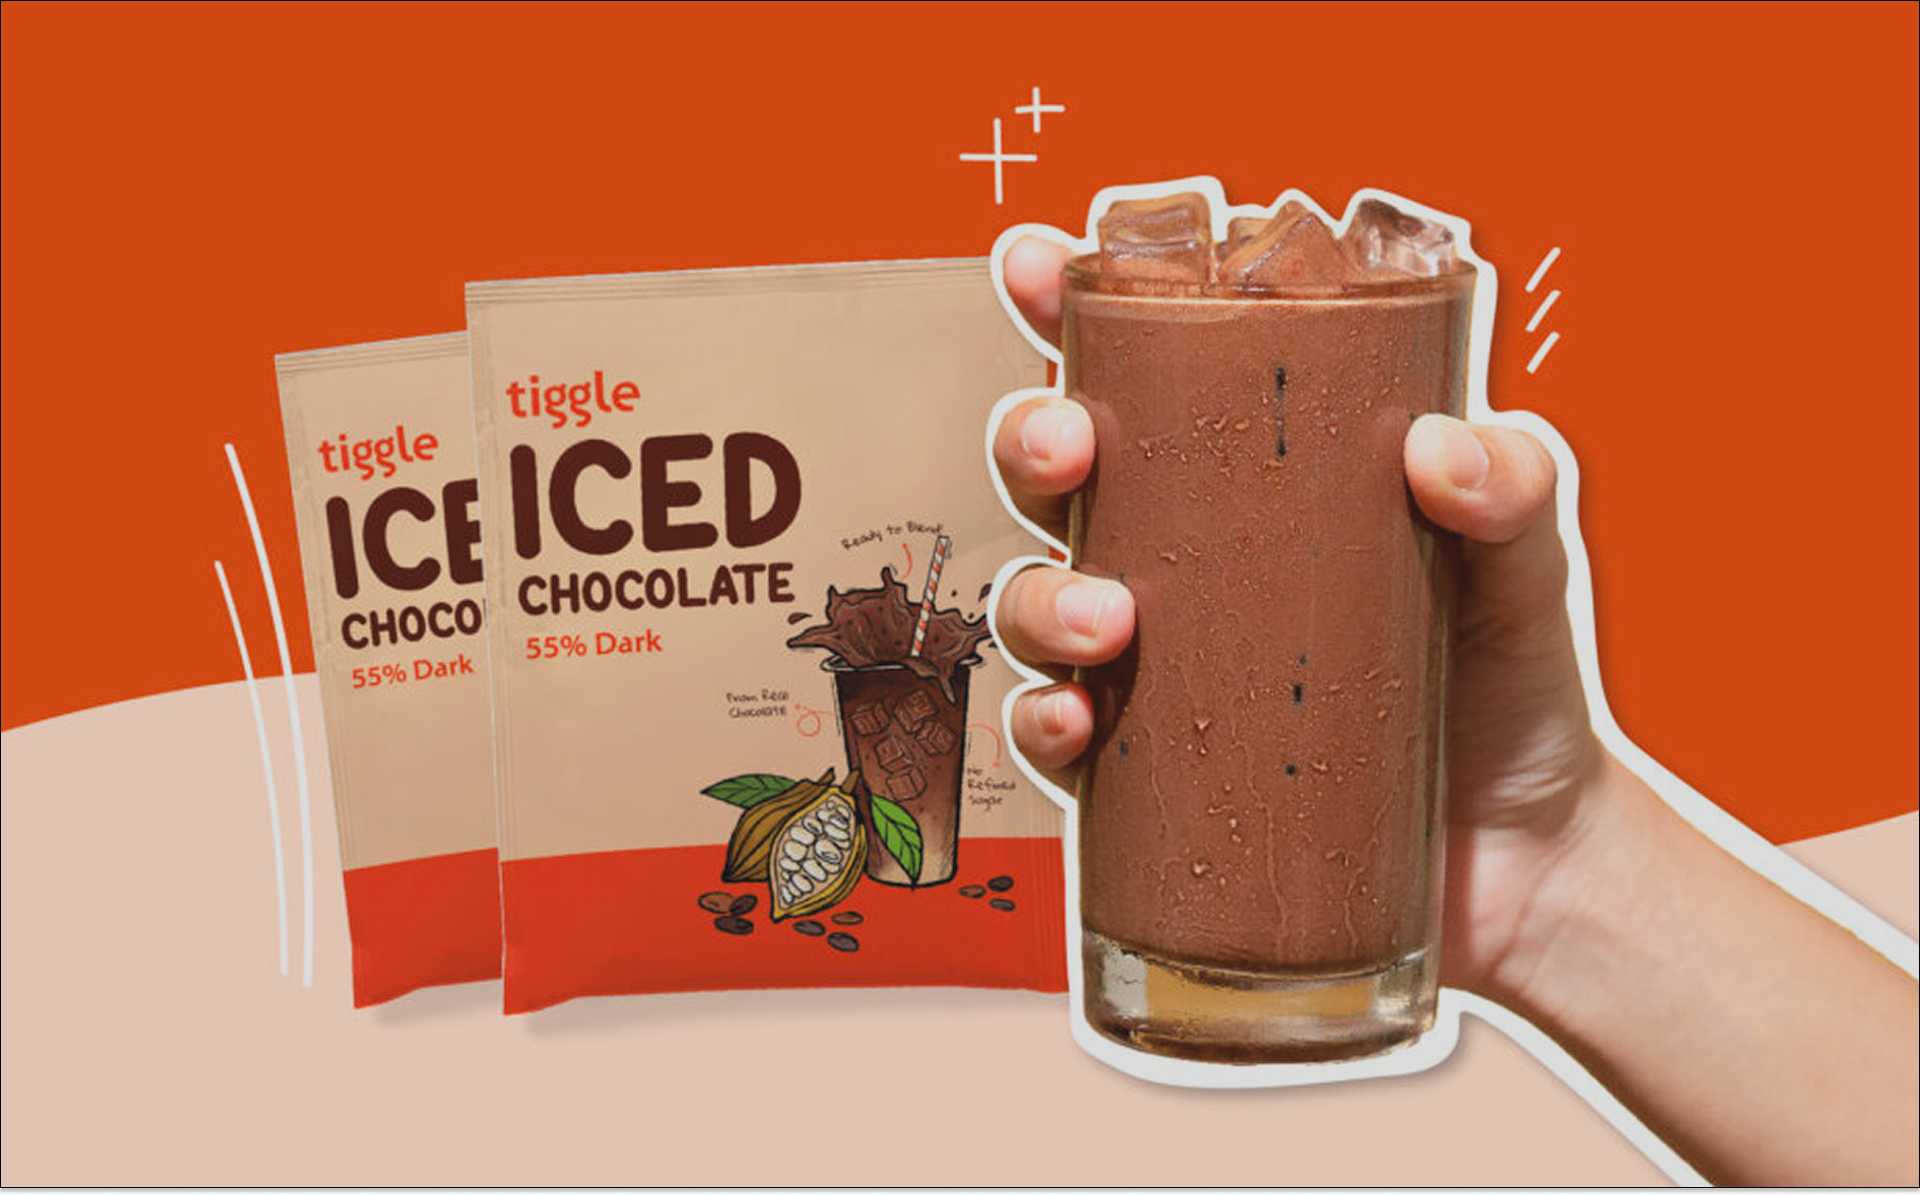 tiggle
ICE
CHOCO
55% Dark
tiggle
ICED
CHOCOLATE
55% Dark
Ready to Blend
From Real
Chocolate
No
Refined
Sugar